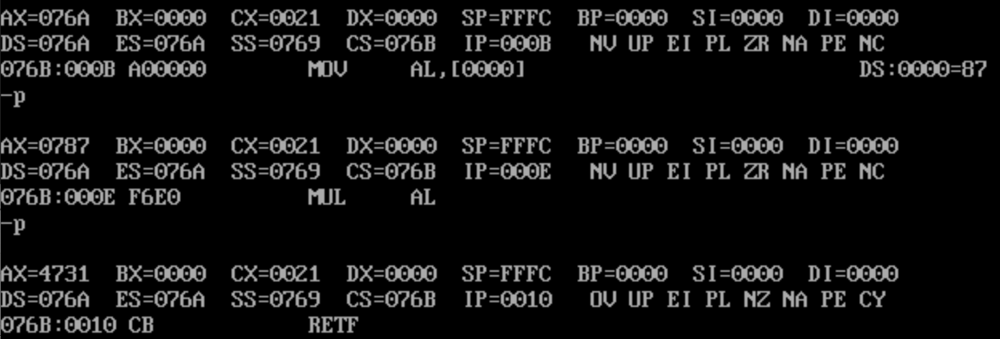 AX=076A BX=0000 CX=0021 DX=0000 SP=FFFC BP=0000 SI=0000 DI=0000
DS=076A ES=076A SS=0769 CS=076B IP=000B NV UP EI PL ZR NA PE NC
076B:000B A00000 MOV AL,[0000] DS:0000=87
-p
AX=0787 BX=0000 CX=0021 DX=0000 SP=FFFC BP=0000 SI=0000 DI=0000
DS=076A ES=076A SS=0769 CS=076B IP=000E NV UP EI PL ZR NA PE NC
076B:000E F6E0 MUL AL
-p
AX=4731 BX=0000 CX=0021 DX=0000 SP=FFFC BP=0000 SI=0000 DI=0000
DS=076A ES=076A SS=0769 CS=076B IP=0010 OV UP EI PL NZ NA PE CY
076B:0010 CB RETF